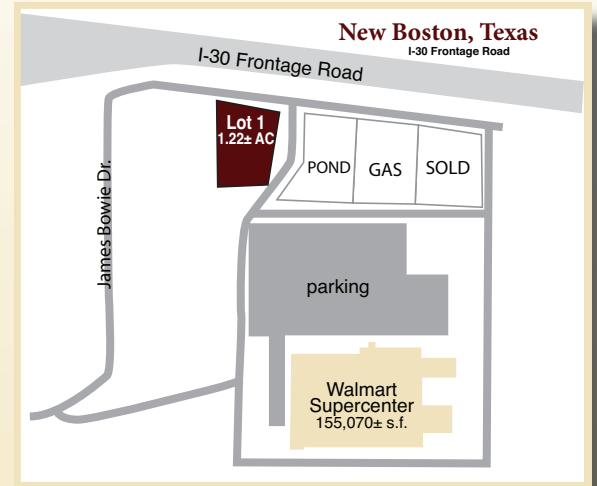 New Boston, Texas
I-30 Frontage Road
I-30 Frontage Road
Lot 1
1.22± AC
POND
GAS
SOLD
James Bowie Dr.
parking
Walmart
Supercenter
155,070± s.f.